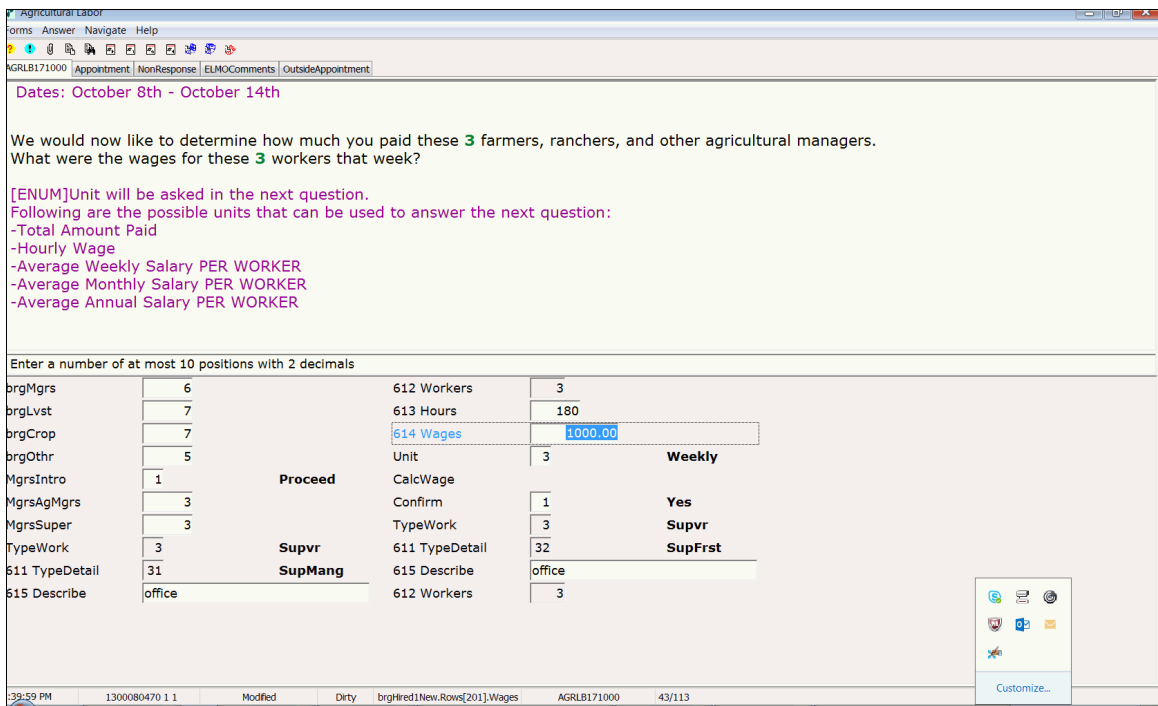 Agricultural Labor
Forms Answer Navigate Help
AGRLB171000 Appointment NonResponse ELMOComments OutsideAppointment
Dates: October 8th - October 14th
We would now like to determine how much you paid these 3 farmers, ranchers, and other agricultural managers.
What were the wages for these 3 workers that week?
[ENUM]Unit will be asked in the next question.
Following are the possible units that can be used to answer the next question:
-Total Amount Paid
-Hourly Wage
-Average Weekly Salary PER WORKER
-Average Monthly Salary PER WORKER
-Average Annual Salary PER WORKER
Enter a number of at most 10 positions with 2 decimals
brgMgrs 6 612 Workers 3
brgLvst 7 613 Hours 180
brgCrop 7 614 Wages 1000.00
brgOthr 5 Unit 3 Weekly
MgrsIntro 1 Proceed CalcWage
MgrsAgMgrs 3 Confirm 1 Yes
MgrsSuper 3 TypeWork 3 Supvr
TypeWork 3 Supvr 611 TypeDetail 32 SupFrst
611 TypeDetail 31 SupMang 615 Describe office
615 Describe office 612 Workers 3
Customize...
:39:59 PM 1300080470 1 1 Modified Dirty brgHired1New.Rows[201].Wages AGRLB171000 43/113